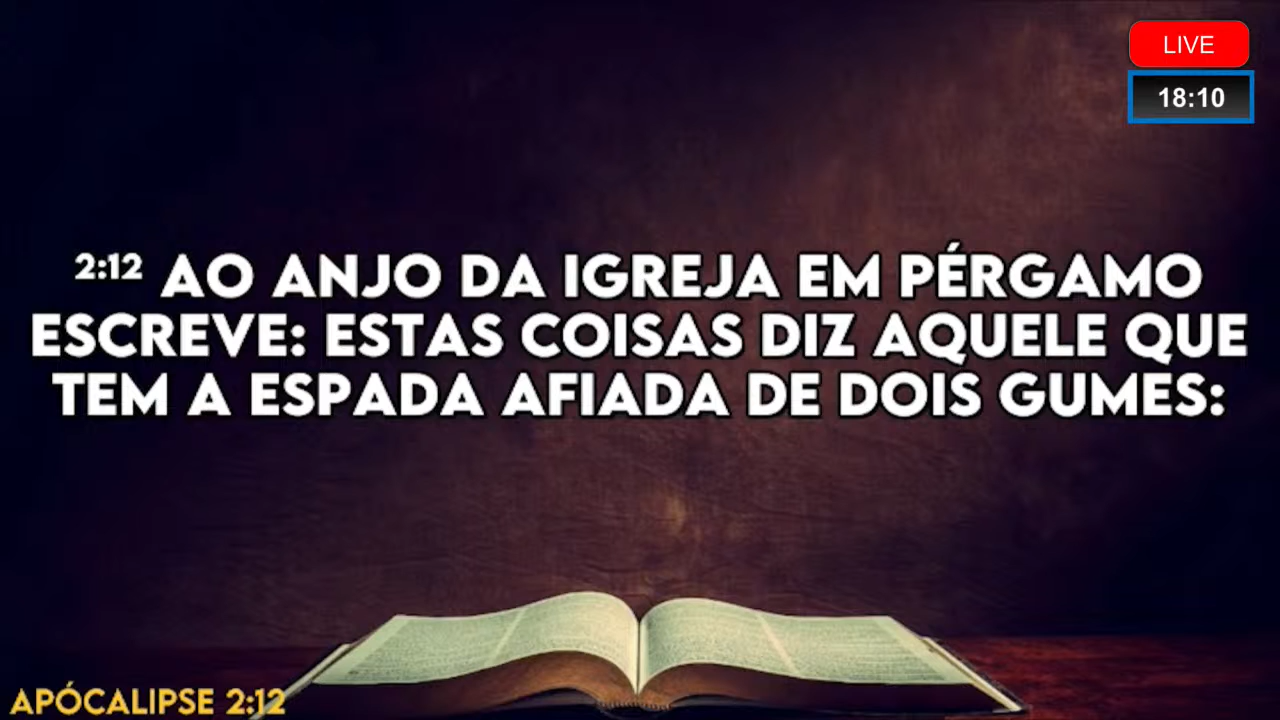 LIVE
18:10
2:12 AO ANJO DA IGREJA EM PÉRGAMO
ESCREVE: ESTAS COISAS DIZ AQUELE QUE
TEM A ESPADA AFIADA DE DOIS GUMES:
APÓCALIPSE 2:12